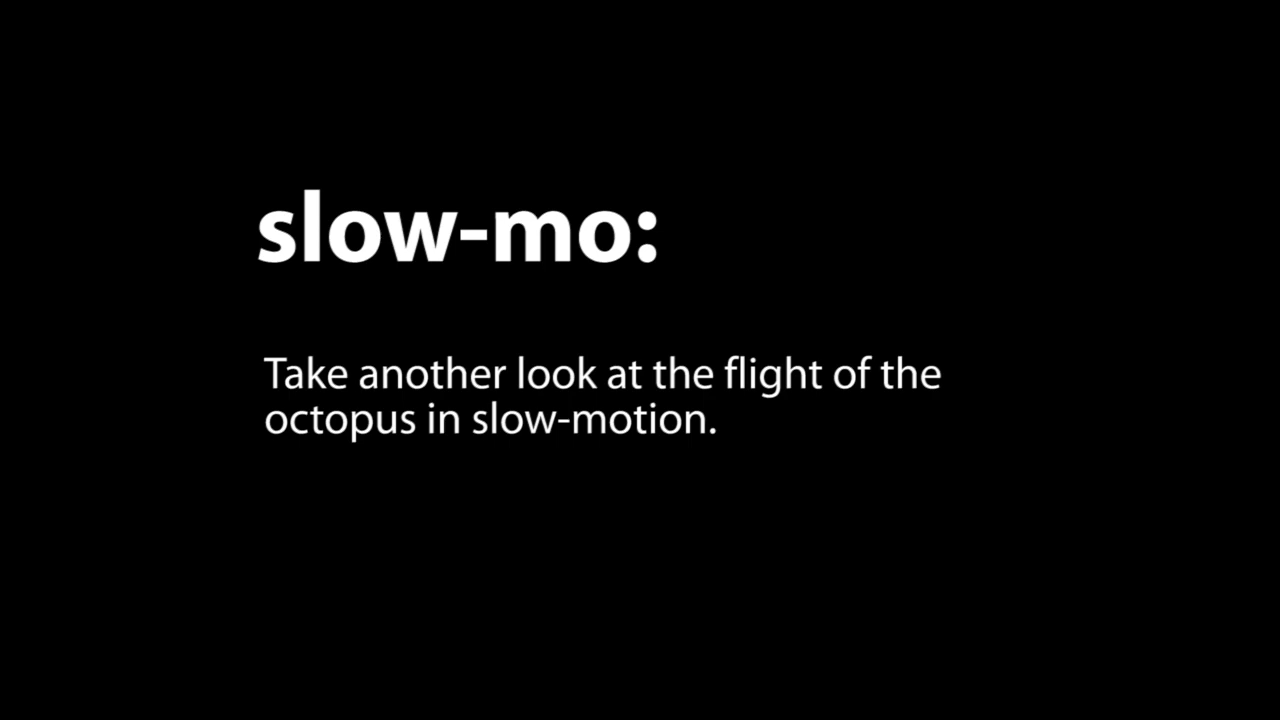 slow-mo:
Take another look at the flight of the
octopus in slow-motion.